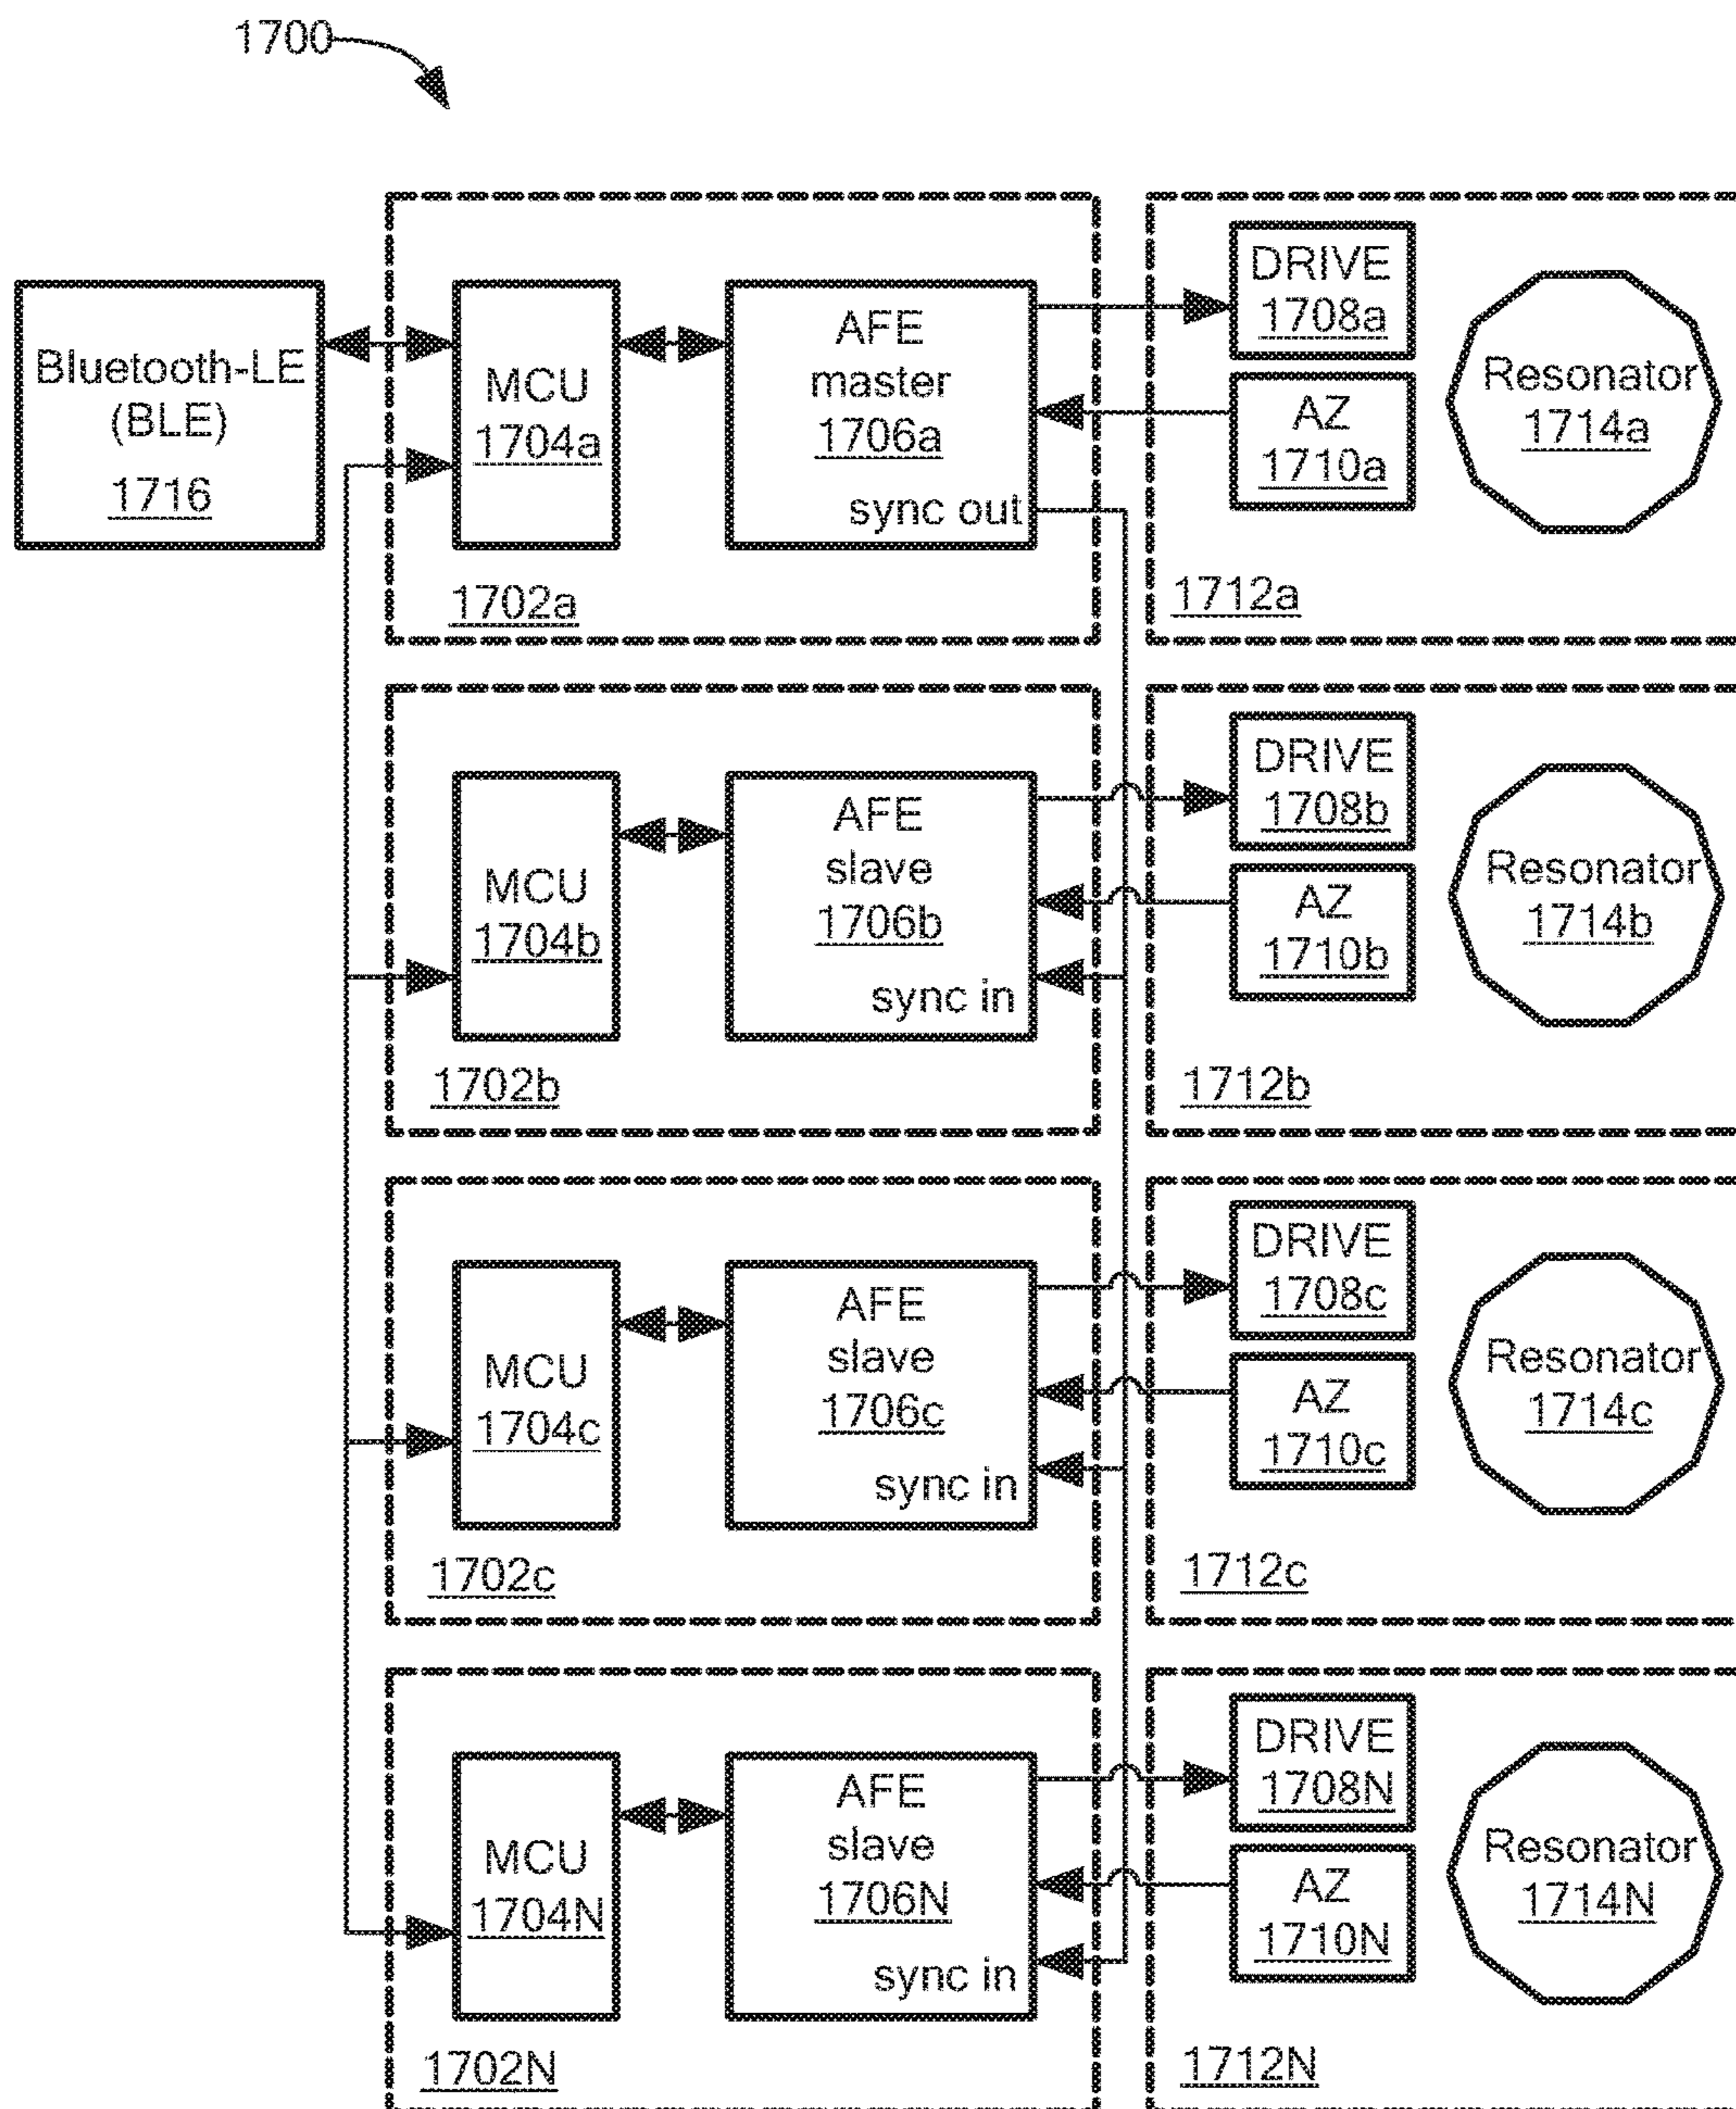 1700
Bluetooth-LE
(BLE)
1716
MCU
1704a
AFE
master
1706a
sync out
1702a
DRIVE
1708a
AZ
1710a
Resonator
1714a
1712a
MCU
1704b
AFE
slave
1706b
sync in
1702b
DRIVE
1708b
AZ
1710b
Resonator
1714b
1712b
MCU
1704c
AFE
slave
1706c
sync in
1702c
DRIVE
1708c
AZ
1710c
Resonator
1714c
1712c
MCU
1704N
AFE
slave
1706N
sync in
1702N
DRIVE
1708N
AZ
1710N
Resonator
1714N
1712N